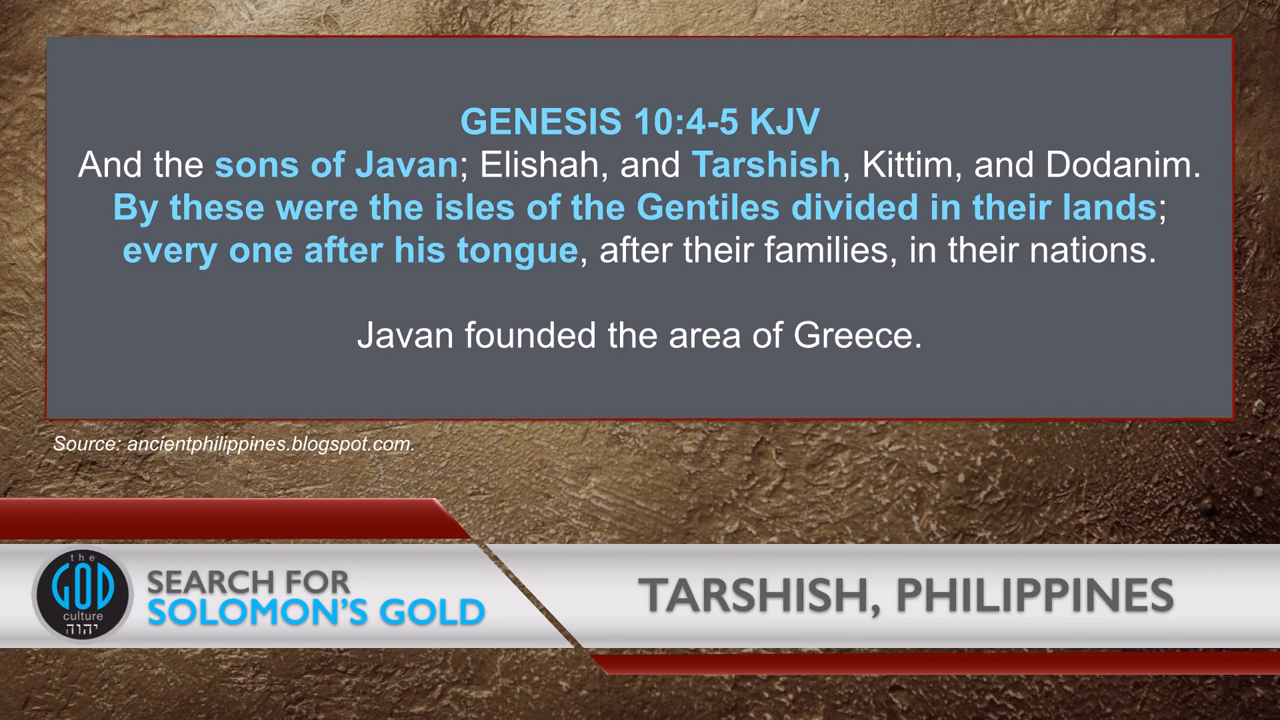 GENESIS 10:4-5 KJV
And the sons of Javan; Elishah, and Tarshish, Kittim, and Dodanim.
By these were the isles of the Gentiles divided in their lands;
every one after his tongue, after their families, in their nations.
Javan founded the area of Greece.
Source: ancientphilippines.blogspot.com.
the
GOD
culture
יהוה
SEARCH FOR
SOLOMON'S GOLD
TARSHISH, PHILIPPINES